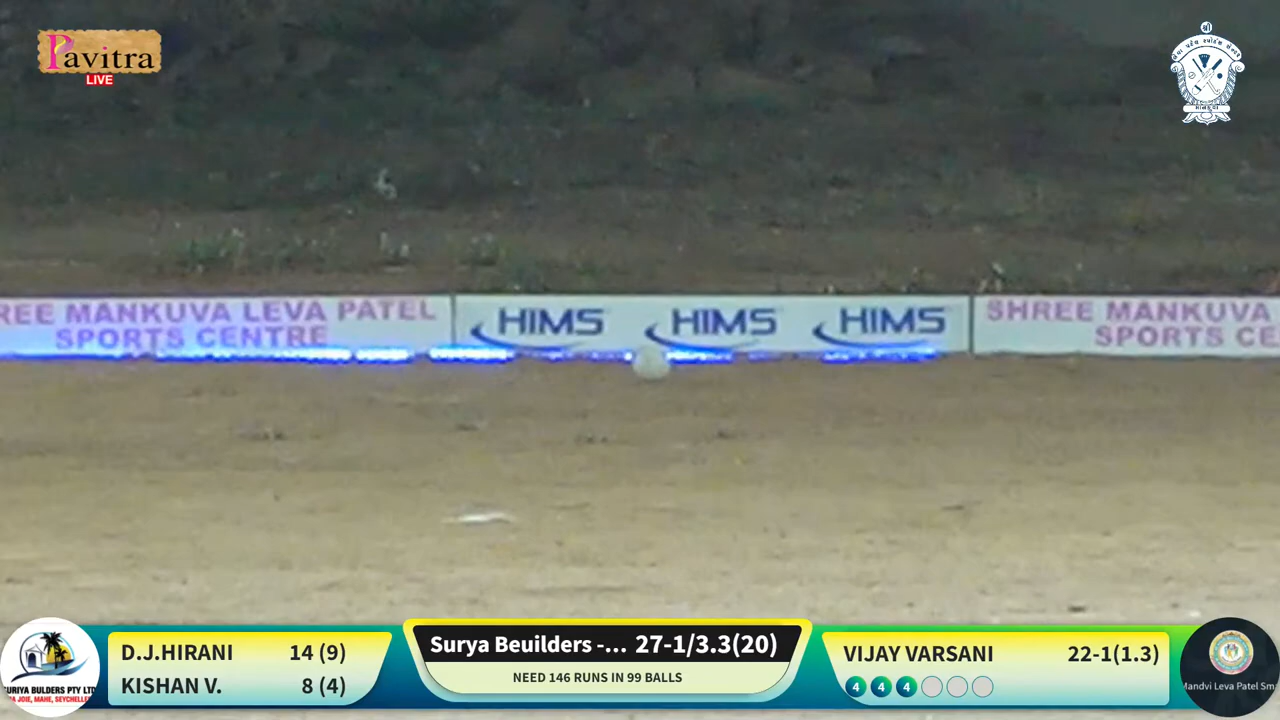 Pavitra
LIVE
REE MANKUVA LEVA PATEL
SPORTS CENTRE
HIMS HIMS HIMS
SHREE MANKUVA
SPORTS CE
D.J.HIRANI 14 (9)
KISHAN V. 8 (4)
Surya Beuilders -... 27-1/3.3(20)
NEED 146 RUNS IN 99 BALLS
VIJAY VARSANI 22-1(1.3)
4 4 4
SURIYA BULDERS PTY LTD
Mandvi Leva Patel Sm